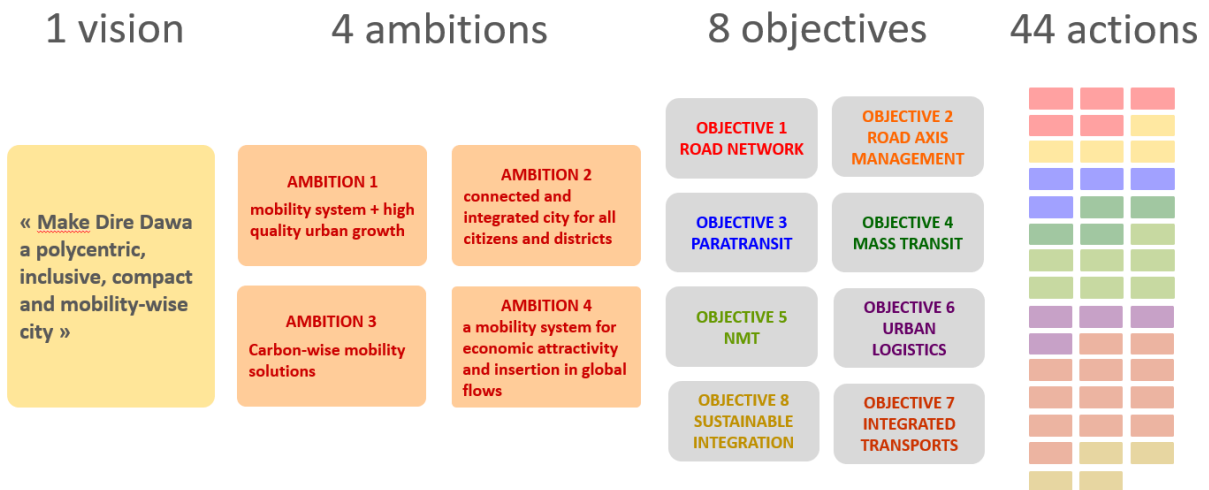 1 vision
4 ambitions
8 objectives
44 actions
« Make Dire Dawa
a polycentric,
inclusive, compact
and mobility-wise
city »
AMBITION 1
mobility system + high
quality urban growth
AMBITION 2
connected and
integrated city for all
citizens and districts
AMBITION 3
Carbon-wise mobility
solutions
AMBITION 4
a mobility system for
economic attractivity
and insertion in global
flows
OBJECTIVE 1
ROAD NETWORK
OBJECTIVE 2
ROAD AXIS
MANAGEMENT
OBJECTIVE 3
PARATRANSIT
OBJECTIVE 4
MASS TRANSIT
OBJECTIVE 5
NMT
OBJECTIVE 6
URBAN
LOGISTICS
OBJECTIVE 8
SUSTAINABLE
INTEGRATION
OBJECTIVE 7
INTEGRATED
TRANSPORTS